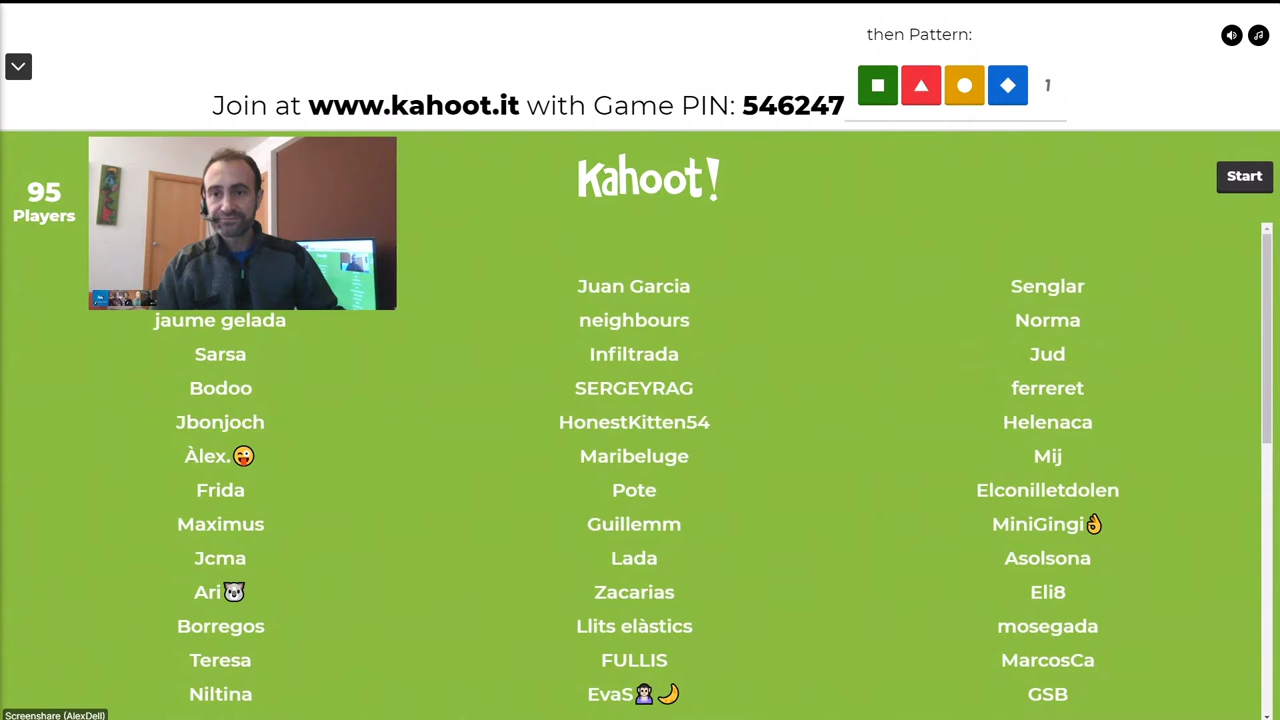 then Pattern:
1
Join at www.kahoot.it with Game PIN: 546247
95
Players
Kahoot!
Start
Juan Garcia
Senglar
jaume gelada
neighbours
Norma
Sarsa
Infiltrada
Jud
Bodoo
SERGEYRAG
ferreret
Jbonjoch
HonestKitten54
Helenaca
Àlex.😜
Maribeluge
Mij
Frida
Pote
Elconilletdolen
Maximus
Guillemm
MiniGingi👌
Jcma
Lada
Asolsona
Ari🐨
Zacarias
Eli8
Borregos
Llits elàstics
mosegada
Teresa
FULLIS
MarcosCa
Niltina
EvaS🙊🌙
GSB
Screenshare (AlexDell)